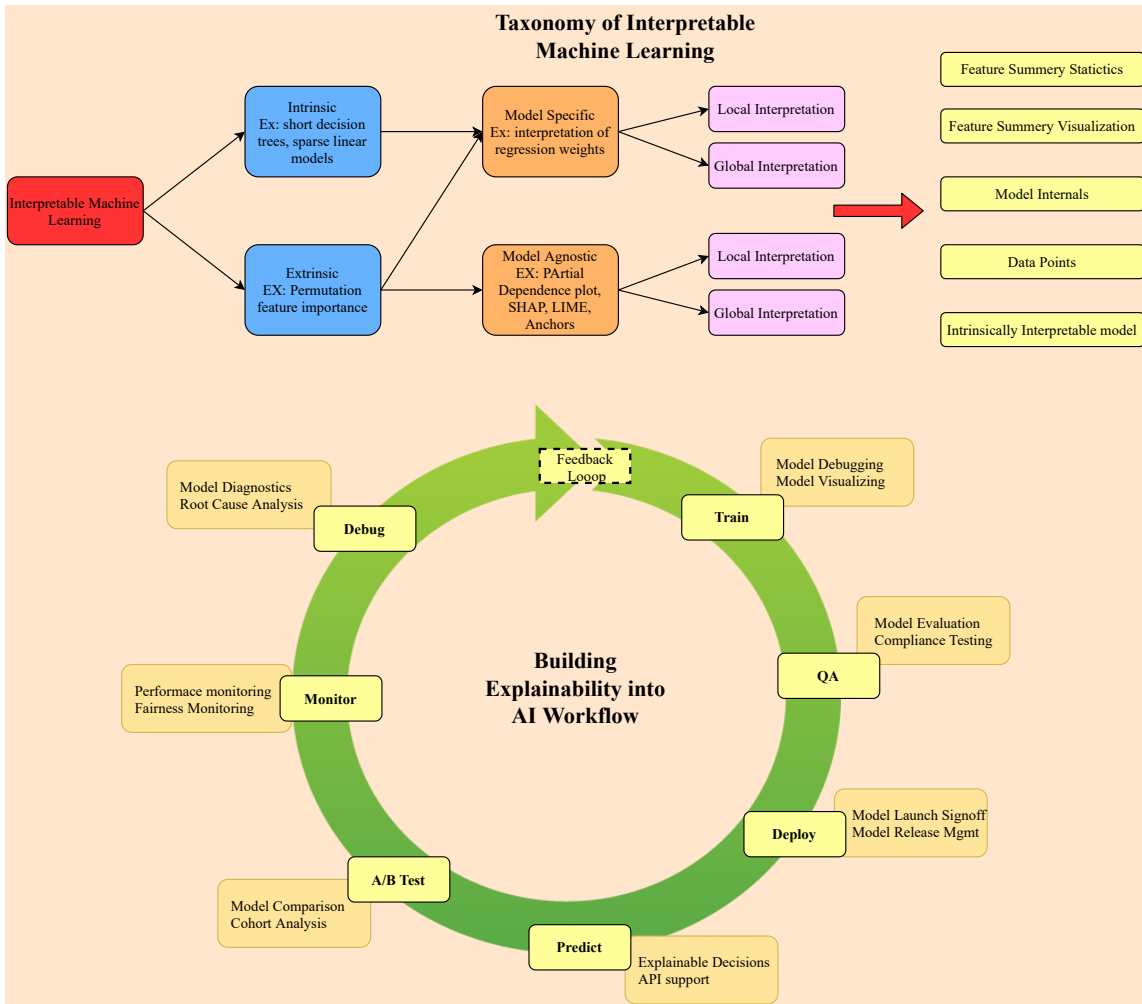 Taxonomy of Interpretable
Machine Learning
Interpretable Machine
Learning
Intrinsic
Ex: short decision
trees, sparse linear
models
Extrinsic
EX: Permutation
feature importance
Model Specific
Ex: interpretation of
regression weights
Model Agnostic
EX: PArtial
Dependence plot,
SHAP, LIME,
Anchors
Local Interpretation
Global Interpretation
Local Interpretation
Global Interpretation
Feature Summery Statictics
Feature Summery Visualization
Model Internals
Data Points
Intrinsically Interpretable model
Feedback
Looop
Model Debugging
Model Visualizing
Train
Model Evaluation
Compliance Testing
QA
Model Launch Signoff
Model Release Mgmt
Deploy
Explainable Decisions
API support
Predict
A/B Test
Model Comparison
Cohort Analysis
Monitor
Performace monitoring
Fairness Monitoring
Debug
Model Diagnostics
Root Cause Analysis
Building
Explainability into
AI Workflow